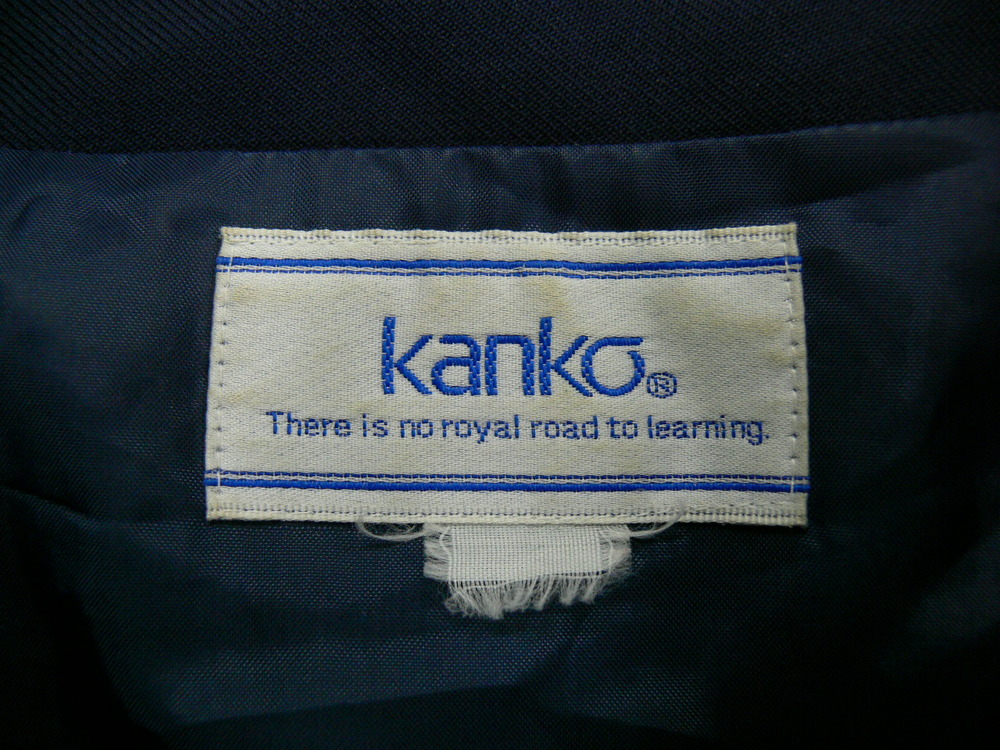 kanko®
There is no royal road to learning.